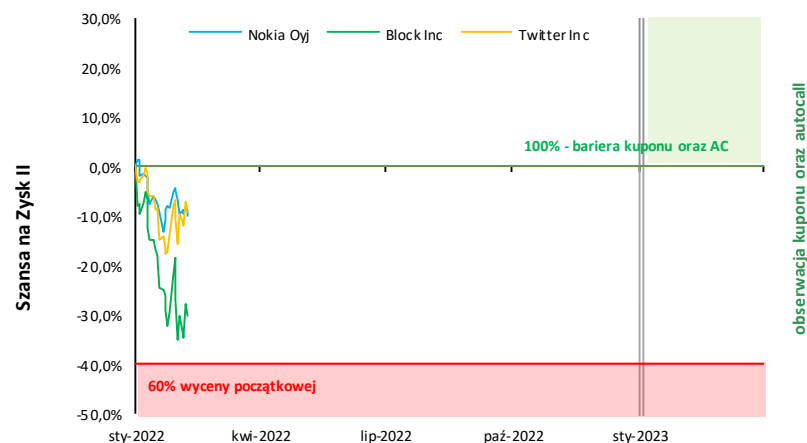 30,0%
Nokia Oyj
Block Inc
Twitter Inc
20,0%
10,0%
100% - bariera kuponu oraz AC
0,0%
-10,0%
-20,0%
-30,0%
-40,0%
60% wyceny początkowej
-50,0%
sty-2022
kwi-2022
lip-2022
paź-2022
sty-2023
Szansa na Zysk II
obserwacja kuponu oraz autocall